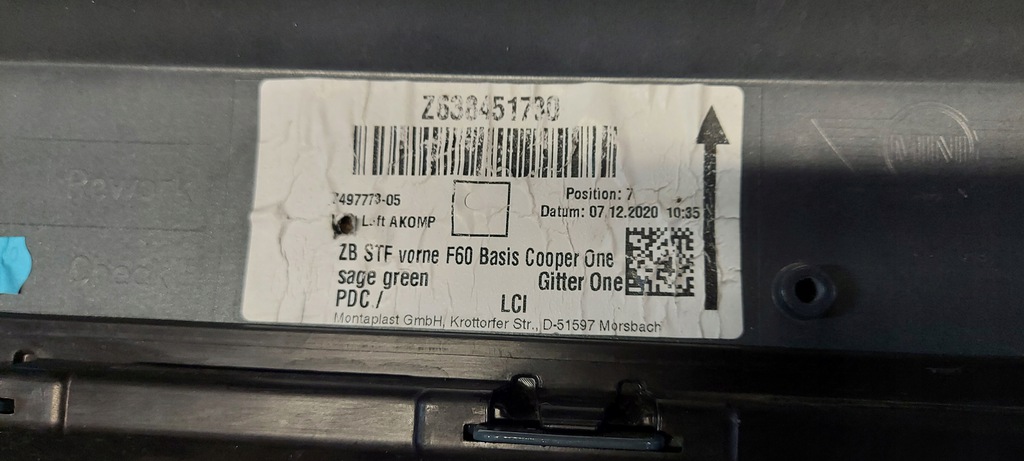 Z638451730
7497773-05
Position: 7
Datum: 07.12.2020 10:35
Luft AKOMP
ZB STF vorne F60 Basis Cooper One
sage green Gitter One
PDC / LCI
Montaplast GmbH, Krottorfer Str., D-51597 Morsbach
MINI
Rework
Check